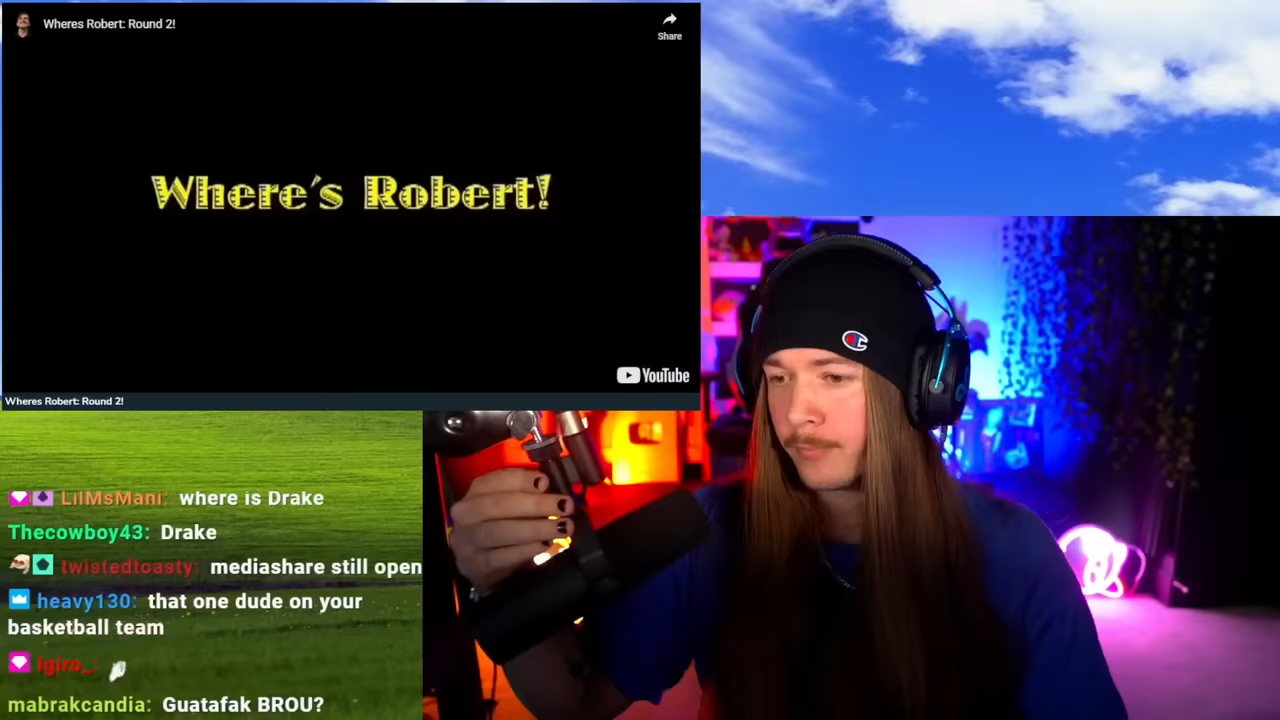 Wheres Robert: Round 2!
Share
Where's Robert!
YouTube
Wheres Robert: Round 2!
LilMsMani: where is Drake
Thecowboy43: Drake
twistedtoasty: mediashare still open
heavy130: that one dude on your
basketball team
lgiro_:
mabrakcandia: Guatafak BROU?